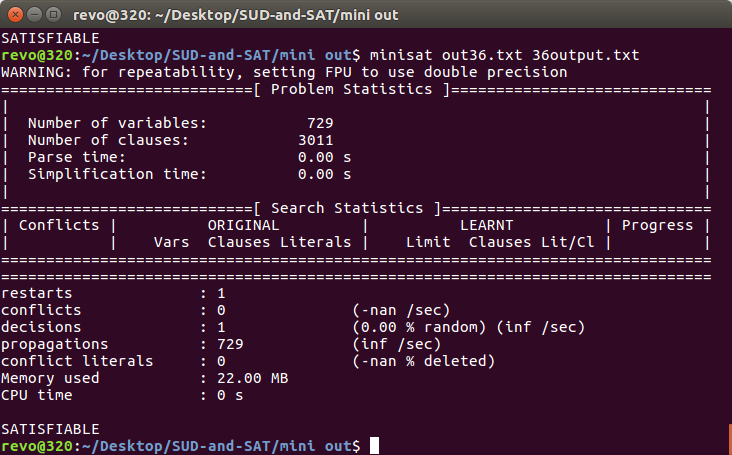 revo@320: ~/Desktop/SUD-and-SAT/mini out
SATISFIABLE
revo@320:~/Desktop/SUD-and-SAT/mini out$ minisat out36.txt 36output.txt
WARNING: for repeatability, setting FPU to use double precision
============================[ Problem Statistics ]=============================
|                                                                             |
|  Number of variables:           729                                         |
|  Number of clauses:            3011                                         |
|  Parse time:                   0.00 s                                       |
|  Simplification time:          0.00 s                                       |
|                                                                             |
============================[ Search Statistics ]==============================
| Conflicts |          ORIGINAL         |          LEARNT          | Progress |
|           |    Vars  Clauses Literals |    Limit  Clauses Lit/Cl |          |
===============================================================================
===============================================================================
restarts              : 1
conflicts             : 0              (-nan /sec)
decisions             : 1              (0.00 % random) (inf /sec)
propagations          : 729            (inf /sec)
conflict literals     : 0              (-nan % deleted)
Memory used           : 22.00 MB
CPU time              : 0 s
SATISFIABLE
revo@320:~/Desktop/SUD-and-SAT/mini out$